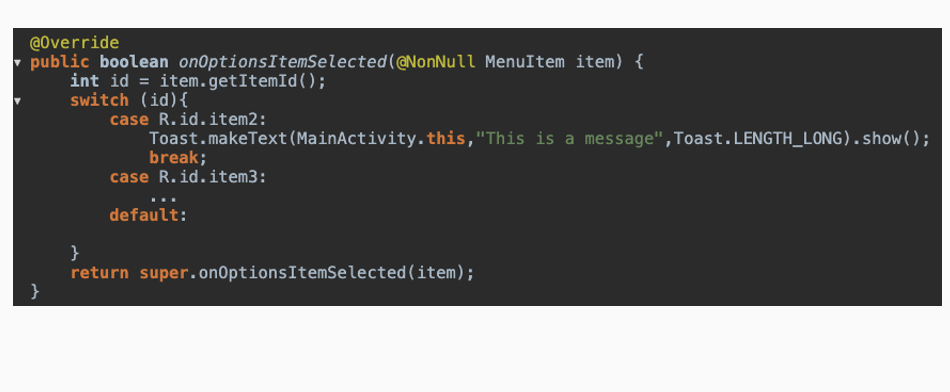 @Override
public boolean onOptionsItemSelected(@NonNull MenuItem item) {
int id = item.getItemId();
switch (id){
case R.id.item2:
Toast.makeText(MainActivity.this,"This is a message",Toast.LENGTH_LONG).show();
break;
case R.id.item3:
...
default:
}
return super.onOptionsItemSelected(item);
}